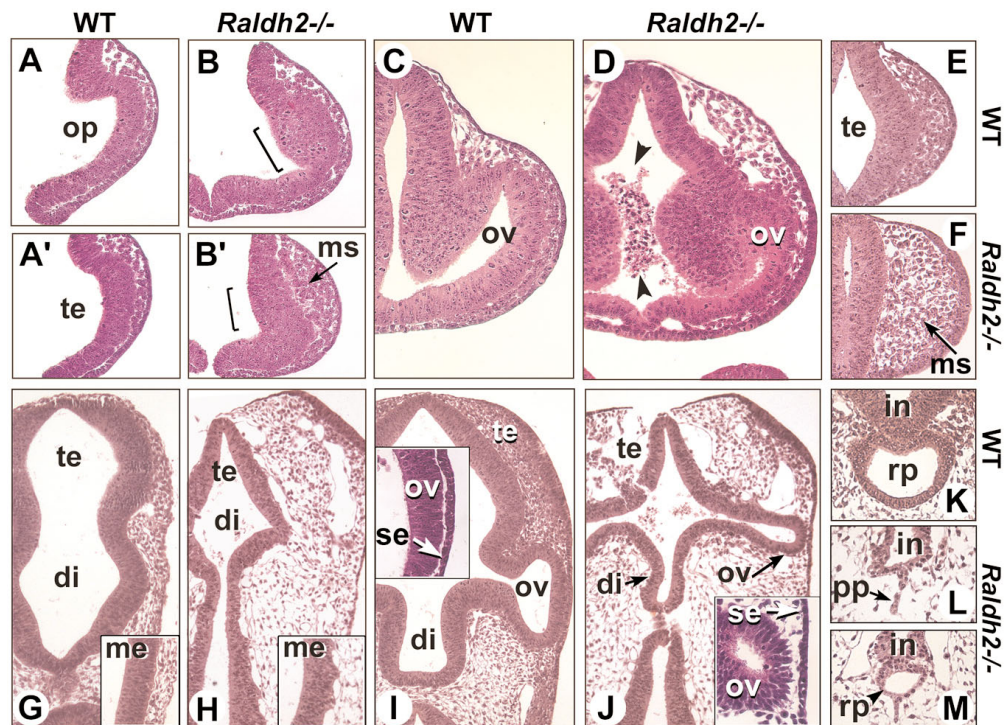 WT Raldh2-/- WT Raldh2-/-
A B C D E
op te WT
ov ov
A' B' F
te ms ms Raldh2-/-
te te te te in
ov rp WT
di di se K
ov di ov in
di pp L
se Raldh2-/-
me me ov in
G H I J rp M